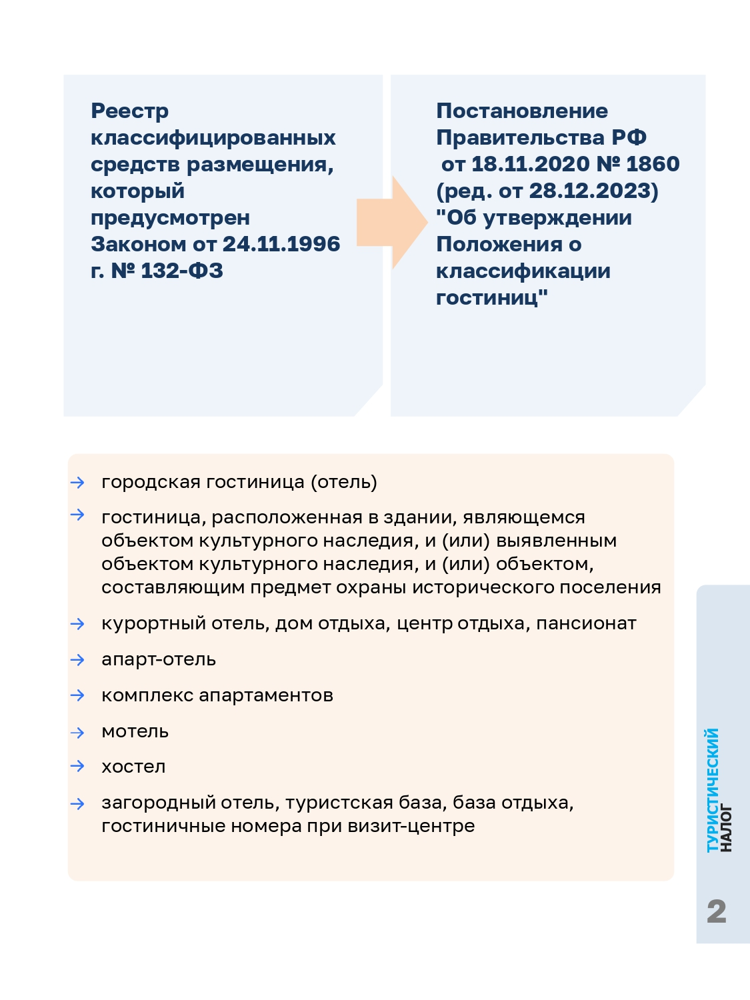 Реестр
классифицированных
средств размещения,
который
предусмотрен
Законом от 24.11.1996
г. № 132-ФЗ
Постановление
Правительства РФ
от 18.11.2020 № 1860
(ред. от 28.12.2023)
"Об утверждении
Положения о
классификации
гостиниц"
→ городская гостиница (отель)
→ гостиница, расположенная в здании, являющемся
объектом культурного наследия, и (или) выявленным
объектом культурного наследия, и (или) объектом,
составляющим предмет охраны исторического поселения
→ курортный отель, дом отдыха, центр отдыха, пансионат
→ апарт-отель
→ комплекс апартаментов
→ мотель
→ хостел
→ загородный отель, туристская база, база отдыха,
гостиничные номера при визит-центре
ТУРИСТИЧЕСКИЙ
НАЛОГ
2